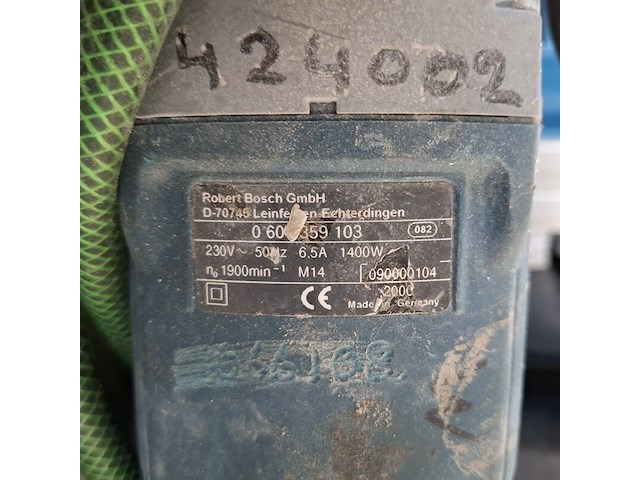 424002
Robert Bosch GmbH
D-70745 Leinfelden-Echterdingen
0 60 359 103 082
230V~ 50Hz 6,5A 1400W
n₀ 1900min⁻¹ M14 090000104
CE 2000
Made in Germany